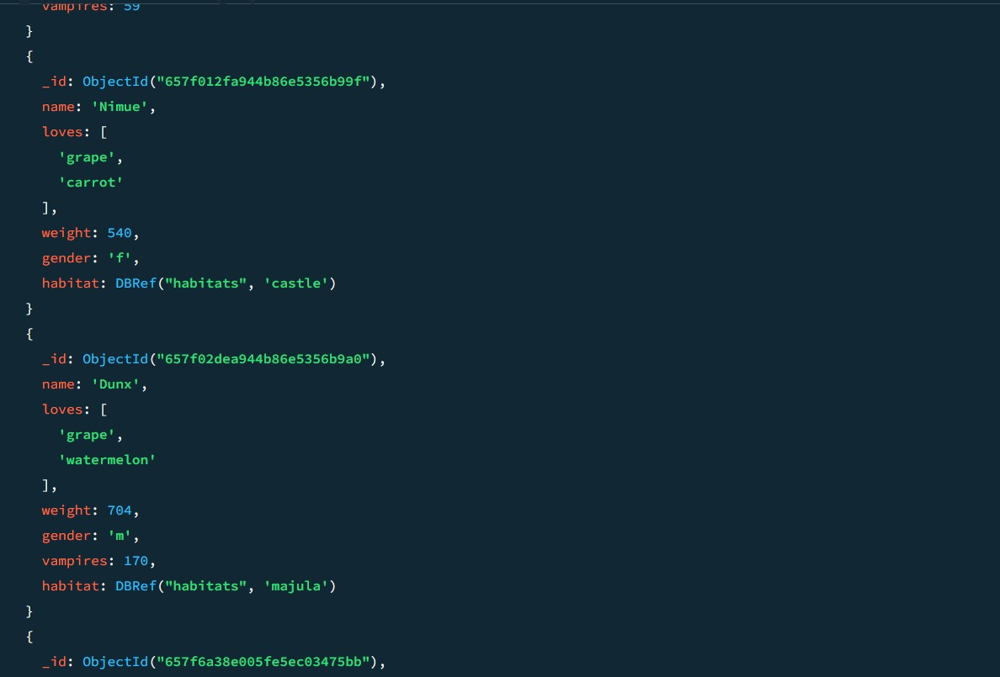 vampires: 59
}
{
_id: ObjectId("657f012fa944b86e5356b99f"),
name: 'Nimue',
loves: [
'grape',
'carrot'
],
weight: 540,
gender: 'f',
habitat: DBRef("habitats", 'castle')
}
{
_id: ObjectId("657f02dea944b86e5356b9a0"),
name: 'Dunx',
loves: [
'grape',
'watermelon'
],
weight: 704,
gender: 'm',
vampires: 170,
habitat: DBRef("habitats", 'majula')
}
{
_id: ObjectId("657f6a38e005fe5ec03475bb"),